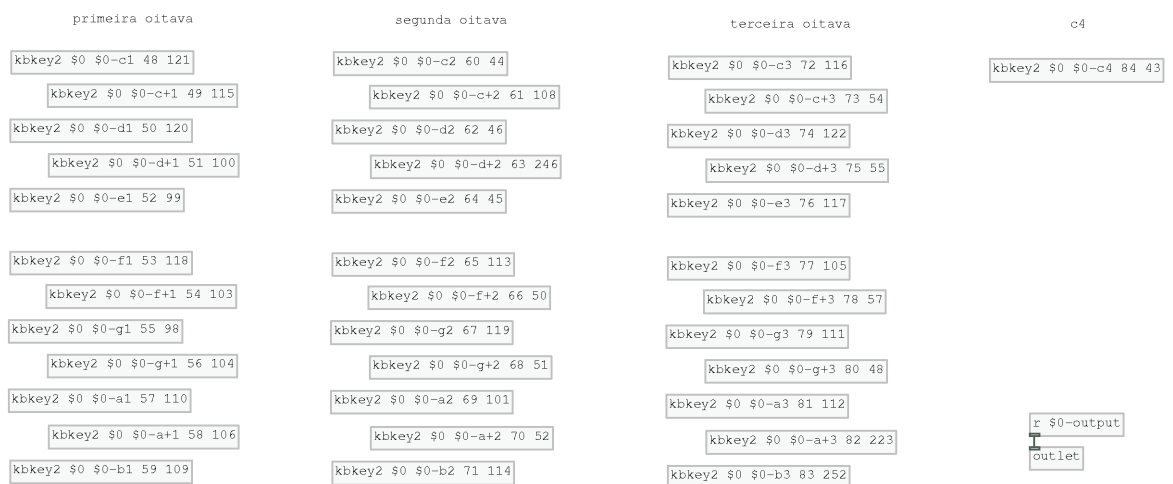 primeira oitava
kbkey2 $0 $0-c1 48 121
kbkey2 $0 $0-c+1 49 115
kbkey2 $0 $0-d1 50 120
kbkey2 $0 $0-d+1 51 100
kbkey2 $0 $0-e1 52 99
kbkey2 $0 $0-f1 53 118
kbkey2 $0 $0-f+1 54 103
kbkey2 $0 $0-g1 55 98
kbkey2 $0 $0-g+1 56 104
kbkey2 $0 $0-a1 57 110
kbkey2 $0 $0-a+1 58 106
kbkey2 $0 $0-b1 59 109
segunda oitava
kbkey2 $0 $0-c2 60 44
kbkey2 $0 $0-c+2 61 108
kbkey2 $0 $0-d2 62 46
kbkey2 $0 $0-d+2 63 246
kbkey2 $0 $0-e2 64 45
kbkey2 $0 $0-f2 65 113
kbkey2 $0 $0-f+2 66 50
kbkey2 $0 $0-g2 67 119
kbkey2 $0 $0-g+2 68 51
kbkey2 $0 $0-a2 69 101
kbkey2 $0 $0-a+2 70 52
kbkey2 $0 $0-b2 71 114
terceira oitava
kbkey2 $0 $0-c3 72 116
kbkey2 $0 $0-c+3 73 54
kbkey2 $0 $0-d3 74 122
kbkey2 $0 $0-d+3 75 55
kbkey2 $0 $0-e3 76 117
kbkey2 $0 $0-f3 77 105
kbkey2 $0 $0-f+3 78 57
kbkey2 $0 $0-g3 79 111
kbkey2 $0 $0-g+3 80 48
kbkey2 $0 $0-a3 81 112
kbkey2 $0 $0-a+3 82 223
kbkey2 $0 $0-b3 83 252
c4
kbkey2 $0 $0-c4 84 43
r $0-output
outlet